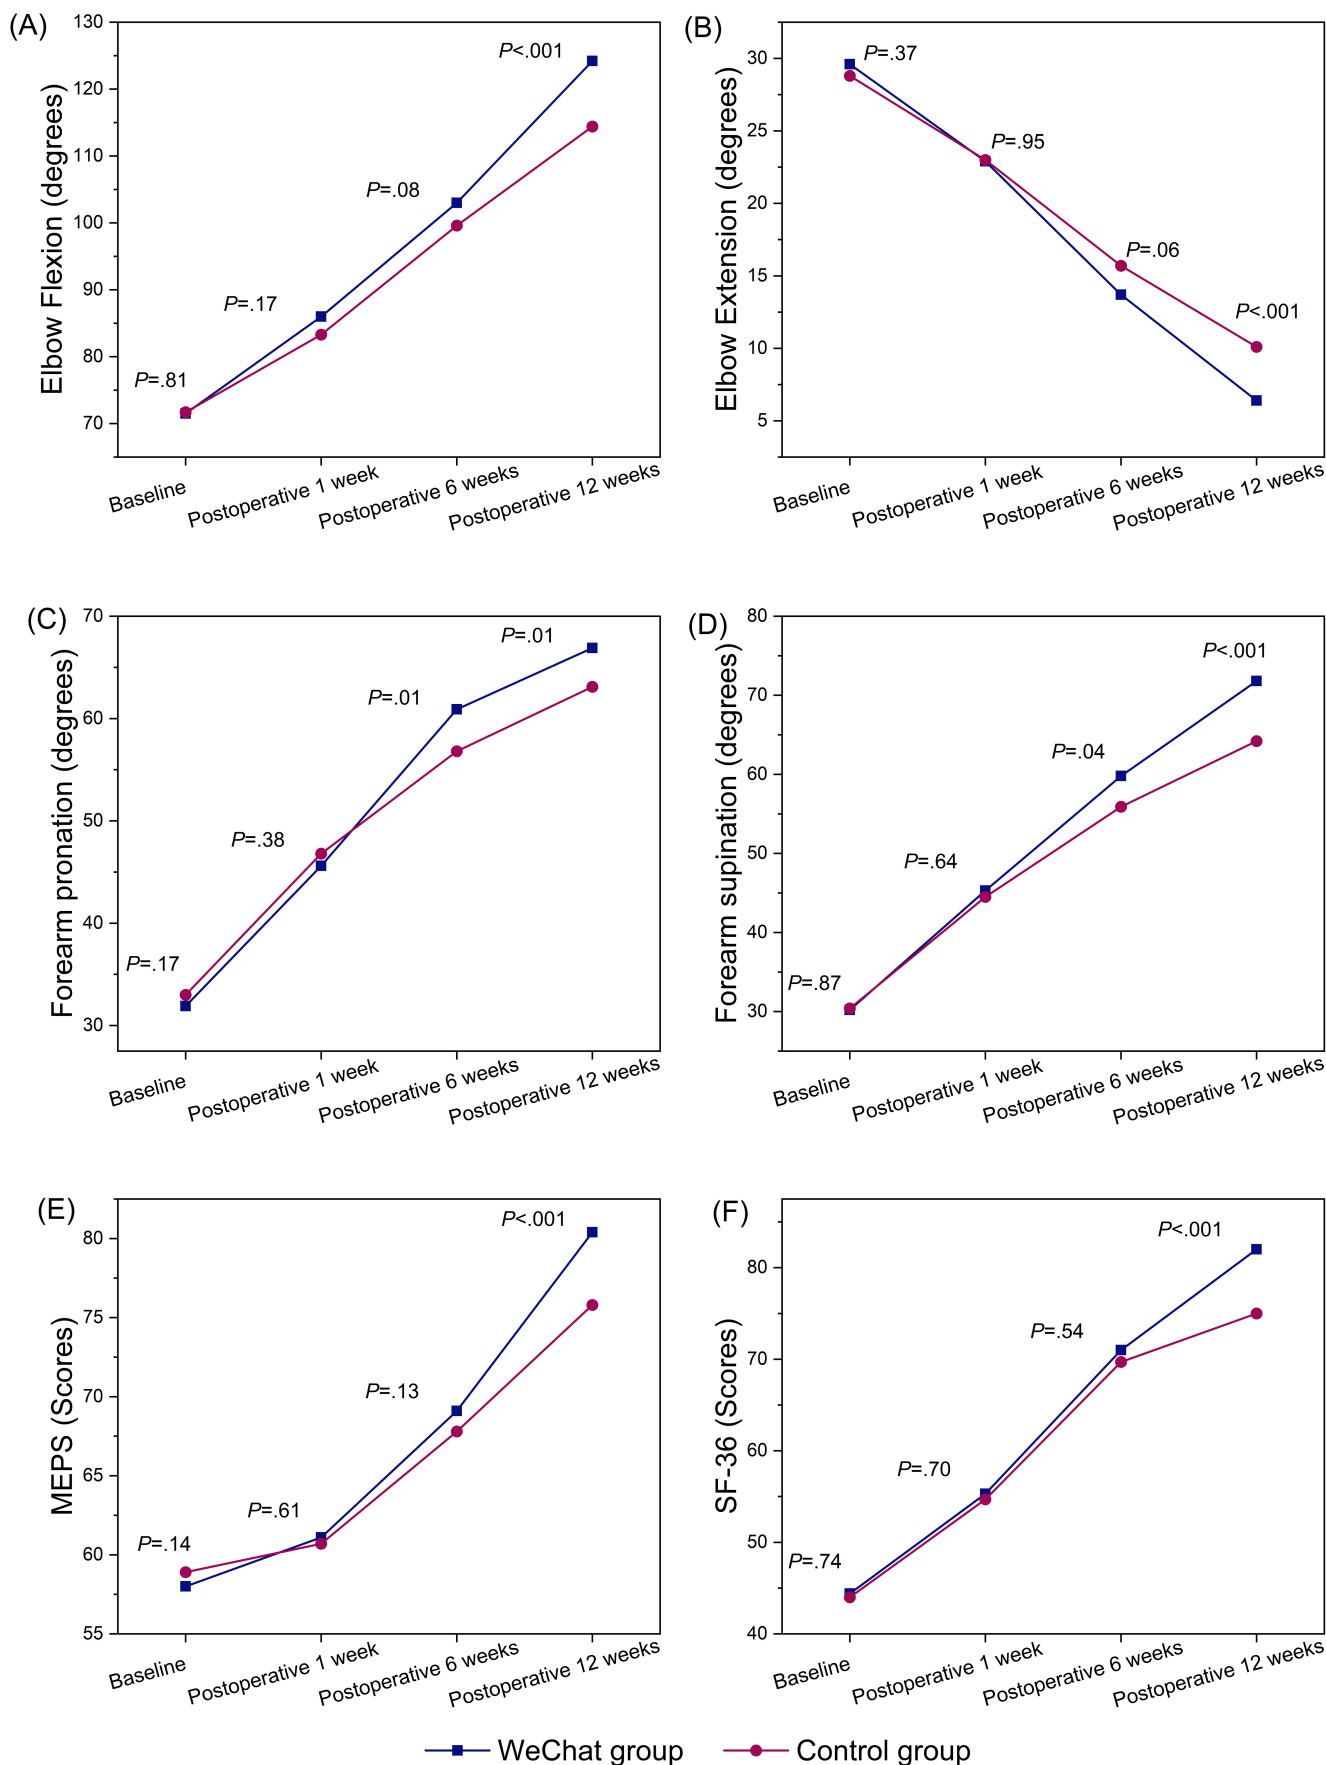 (A)
Elbow Flexion (degrees)
130
120
110
100
90
80
70
P=.81
P=.17
P=.08
P<.001
Baseline
Postoperative 1 week
Postoperative 6 weeks
Postoperative 12 weeks
(B)
Elbow Extension (degrees)
30
25
20
15
10
5
P=.37
P=.95
P=.06
P<.001
Baseline
Postoperative 1 week
Postoperative 6 weeks
Postoperative 12 weeks
(C)
Forearm pronation (degrees)
70
60
50
40
30
P=.17
P=.38
P=.01
P=.01
Baseline
Postoperative 1 week
Postoperative 6 weeks
Postoperative 12 weeks
(D)
Forearm supination (degrees)
80
70
60
50
40
30
P=.87
P=.64
P=.04
P<.001
Baseline
Postoperative 1 week
Postoperative 6 weeks
Postoperative 12 weeks
(E)
MEPS (Scores)
80
75
70
65
60
55
P=.14
P=.61
P=.13
P<.001
Baseline
Postoperative 1 week
Postoperative 6 weeks
Postoperative 12 weeks
(F)
SF-36 (Scores)
80
70
60
50
40
P=.74
P=.70
P=.54
P<.001
Baseline
Postoperative 1 week
Postoperative 6 weeks
Postoperative 12 weeks
WeChat group
Control group